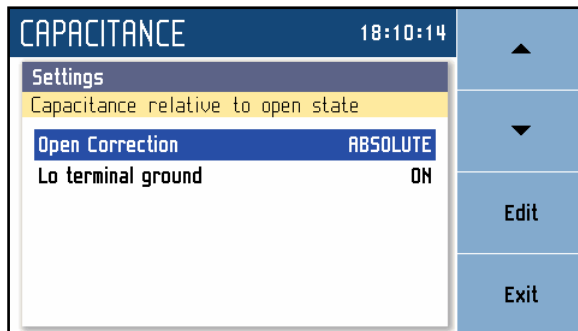 CAPACITANCE 18:10:14
Settings
Capacitance relative to open state
Open Correction ABSOLUTE
Lo terminal ground ON
Edit
Exit